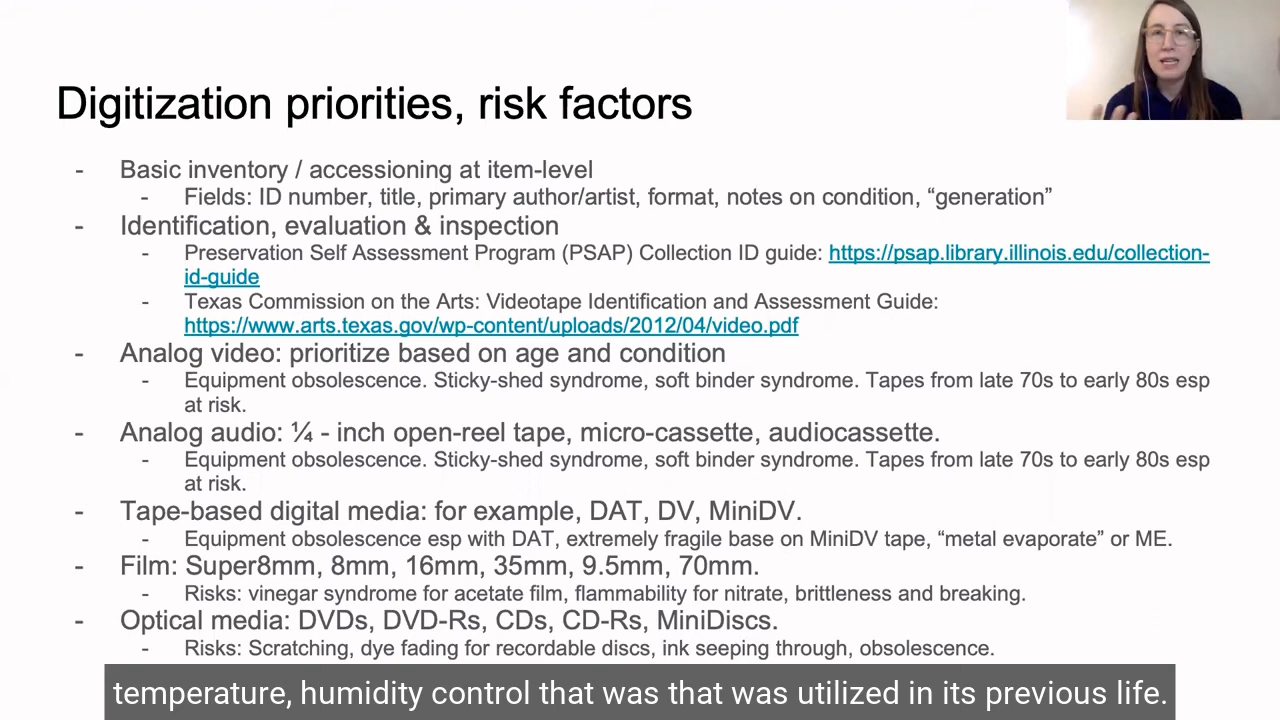 Digitization priorities, risk factors
- Basic inventory / accessioning at item-level
- Fields: ID number, title, primary author/artist, format, notes on condition, “generation”
- Identification, evaluation & inspection
- Preservation Self Assessment Program (PSAP) Collection ID guide: https://psap.library.illinois.edu/collection-
id-guide
- Texas Commission on the Arts: Videotape Identification and Assessment Guide:
https://www.arts.texas.gov/wp-content/uploads/2012/04/video.pdf
- Analog video: prioritize based on age and condition
- Equipment obsolescence. Sticky-shed syndrome, soft binder syndrome. Tapes from late 70s to early 80s esp
at risk.
- Analog audio: ¼ - inch open-reel tape, micro-cassette, audiocassette.
- Equipment obsolescence. Sticky-shed syndrome, soft binder syndrome. Tapes from late 70s to early 80s esp
at risk.
- Tape-based digital media: for example, DAT, DV, MiniDV.
- Equipment obsolescence esp with DAT, extremely fragile base on MiniDV tape, “metal evaporate” or ME.
- Film: Super8mm, 8mm, 16mm, 35mm, 9.5mm, 70mm.
- Risks: vinegar syndrome for acetate film, flammability for nitrate, brittleness and breaking.
- Optical media: DVDs, DVD-Rs, CDs, CD-Rs, MiniDiscs.
- Risks: Scratching, dye fading for recordable discs, ink seeping through, obsolescence.
temperature, humidity control that was that was utilized in its previous life.